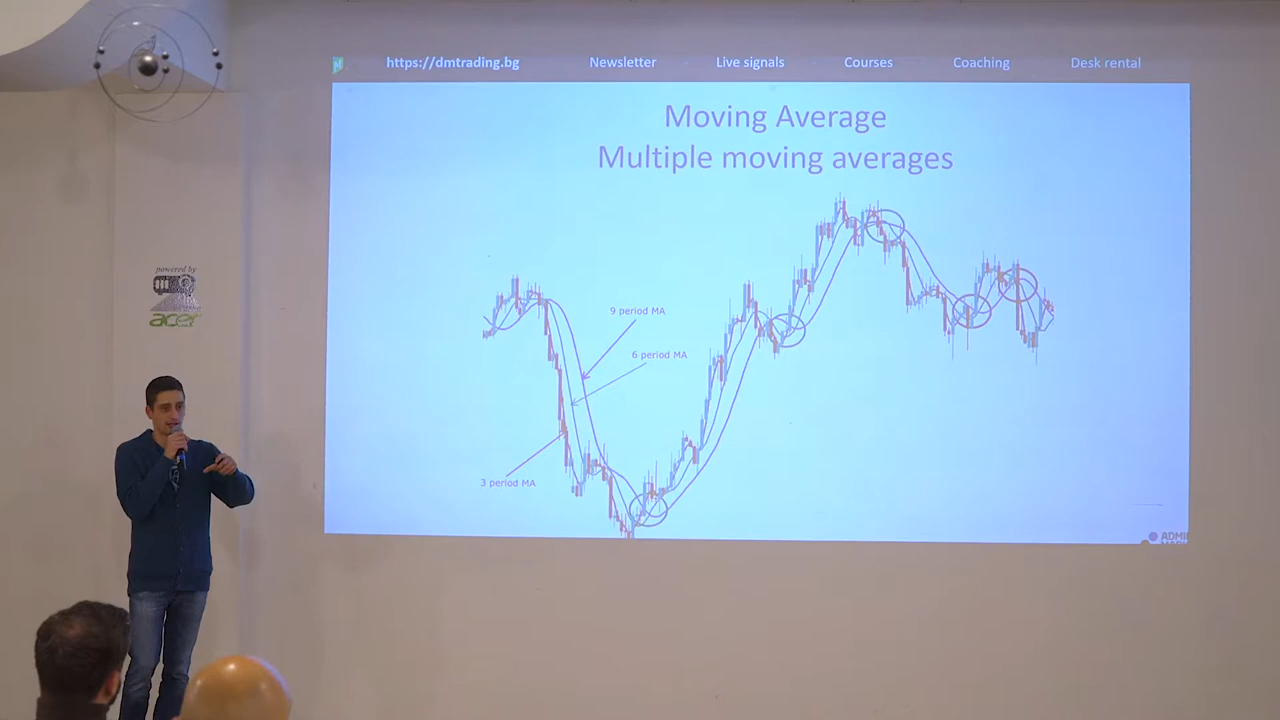 https://dmtrading.bg Newsletter Live signals Courses Coaching Desk rental
Moving Average
Multiple moving averages
9 period MA
6 period MA
3 period MA
powered by
acer